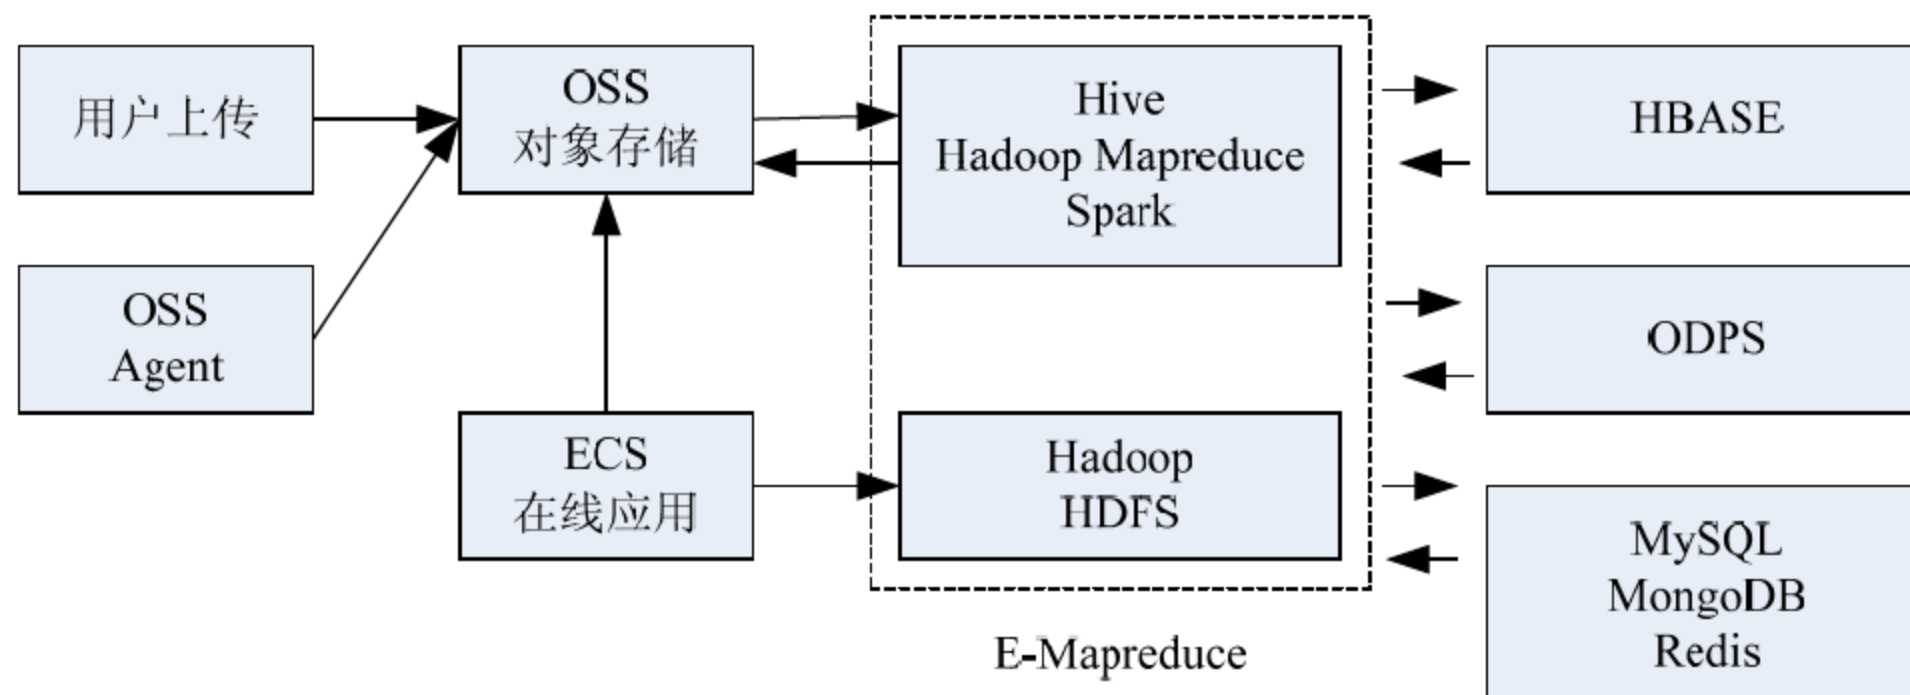 用户上传
OSS
对象存储
Hive
Hadoop Mapreduce
Spark
HBASE
OSS
Agent
ODPS
ECS
在线应用
Hadoop
HDFS
MySQL
MongoDB
Redis
E-Mapreduce